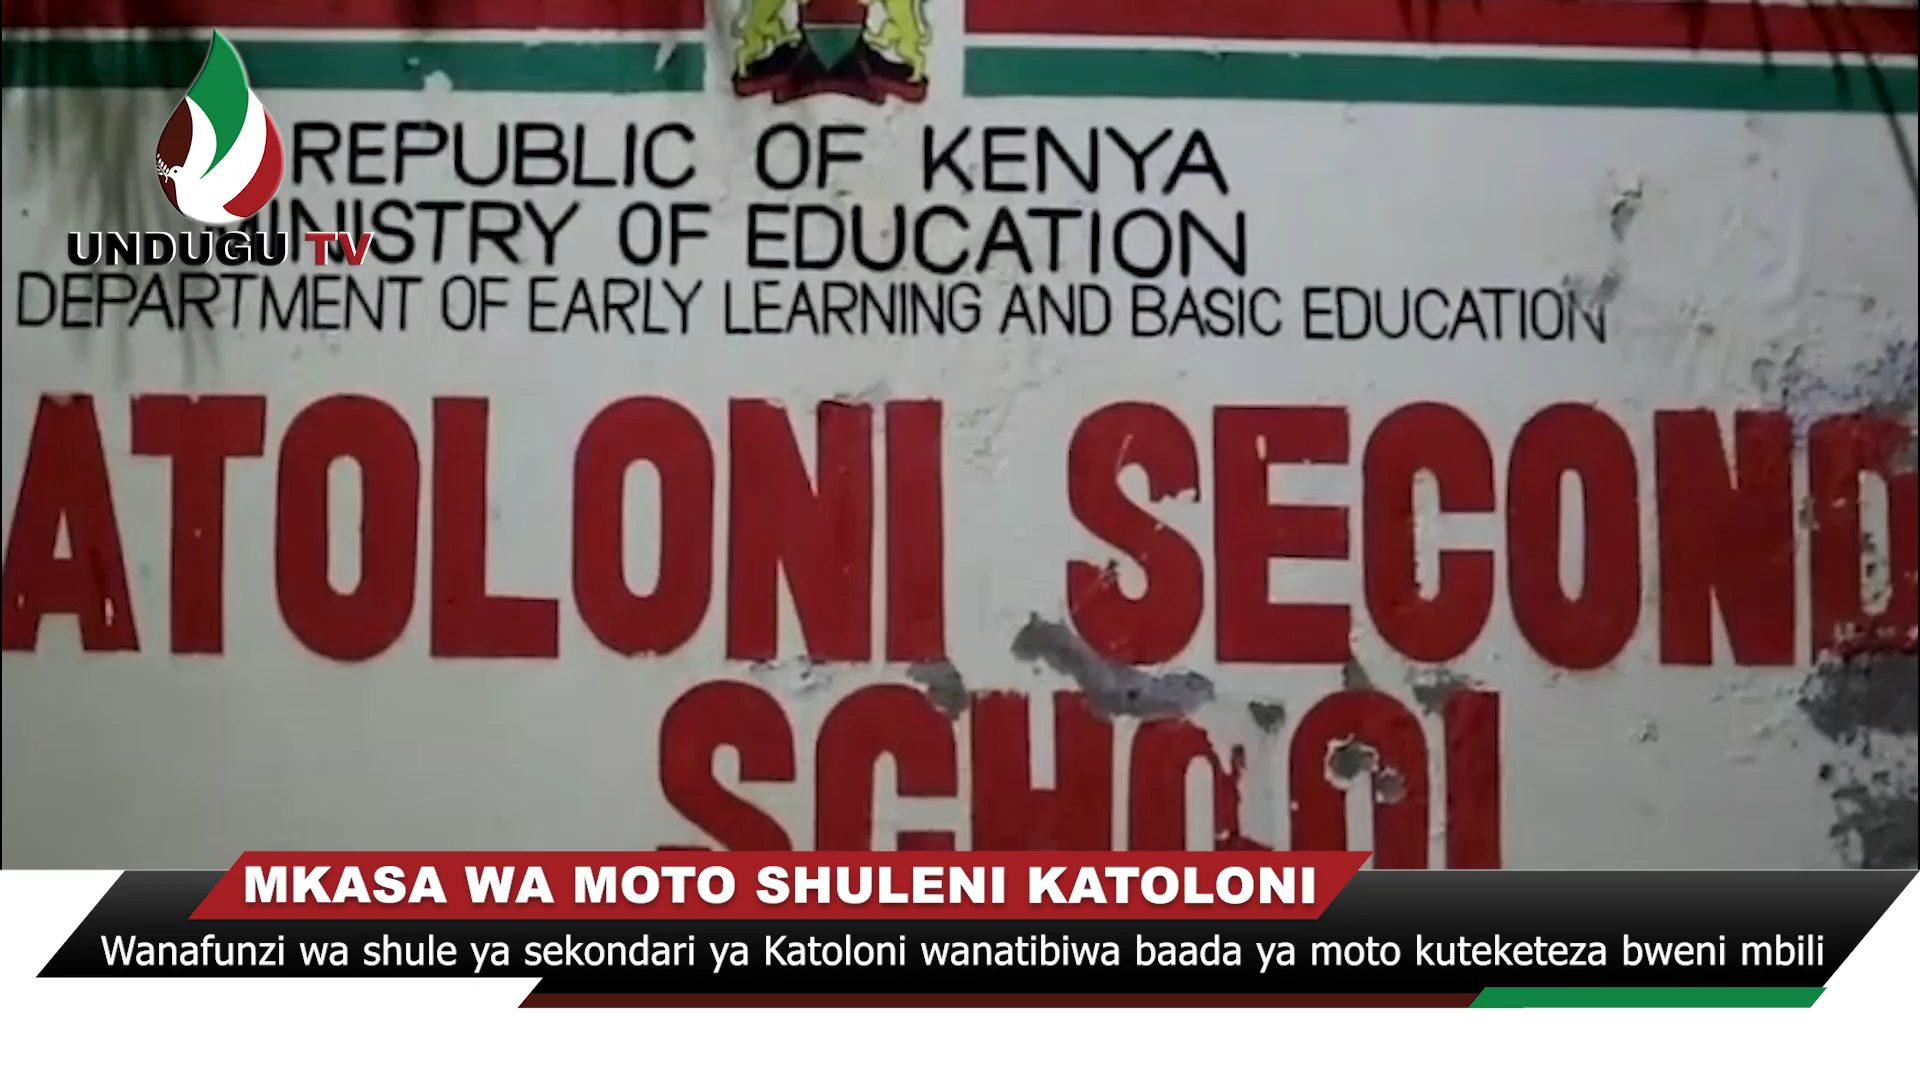 REPUBLIC OF KENYA
MINISTRY OF EDUCATION
UNDUGU TV
DEPARTMENT OF EARLY LEARNING AND BASIC EDUCATION
ATOLONI SECOND
SCHOOL
MKASA WA MOTO SHULENI KATOLONI
Wanafunzi wa shule ya sekondari ya Katoloni wanatibiwa baada ya moto kuteketeza bweni mbili